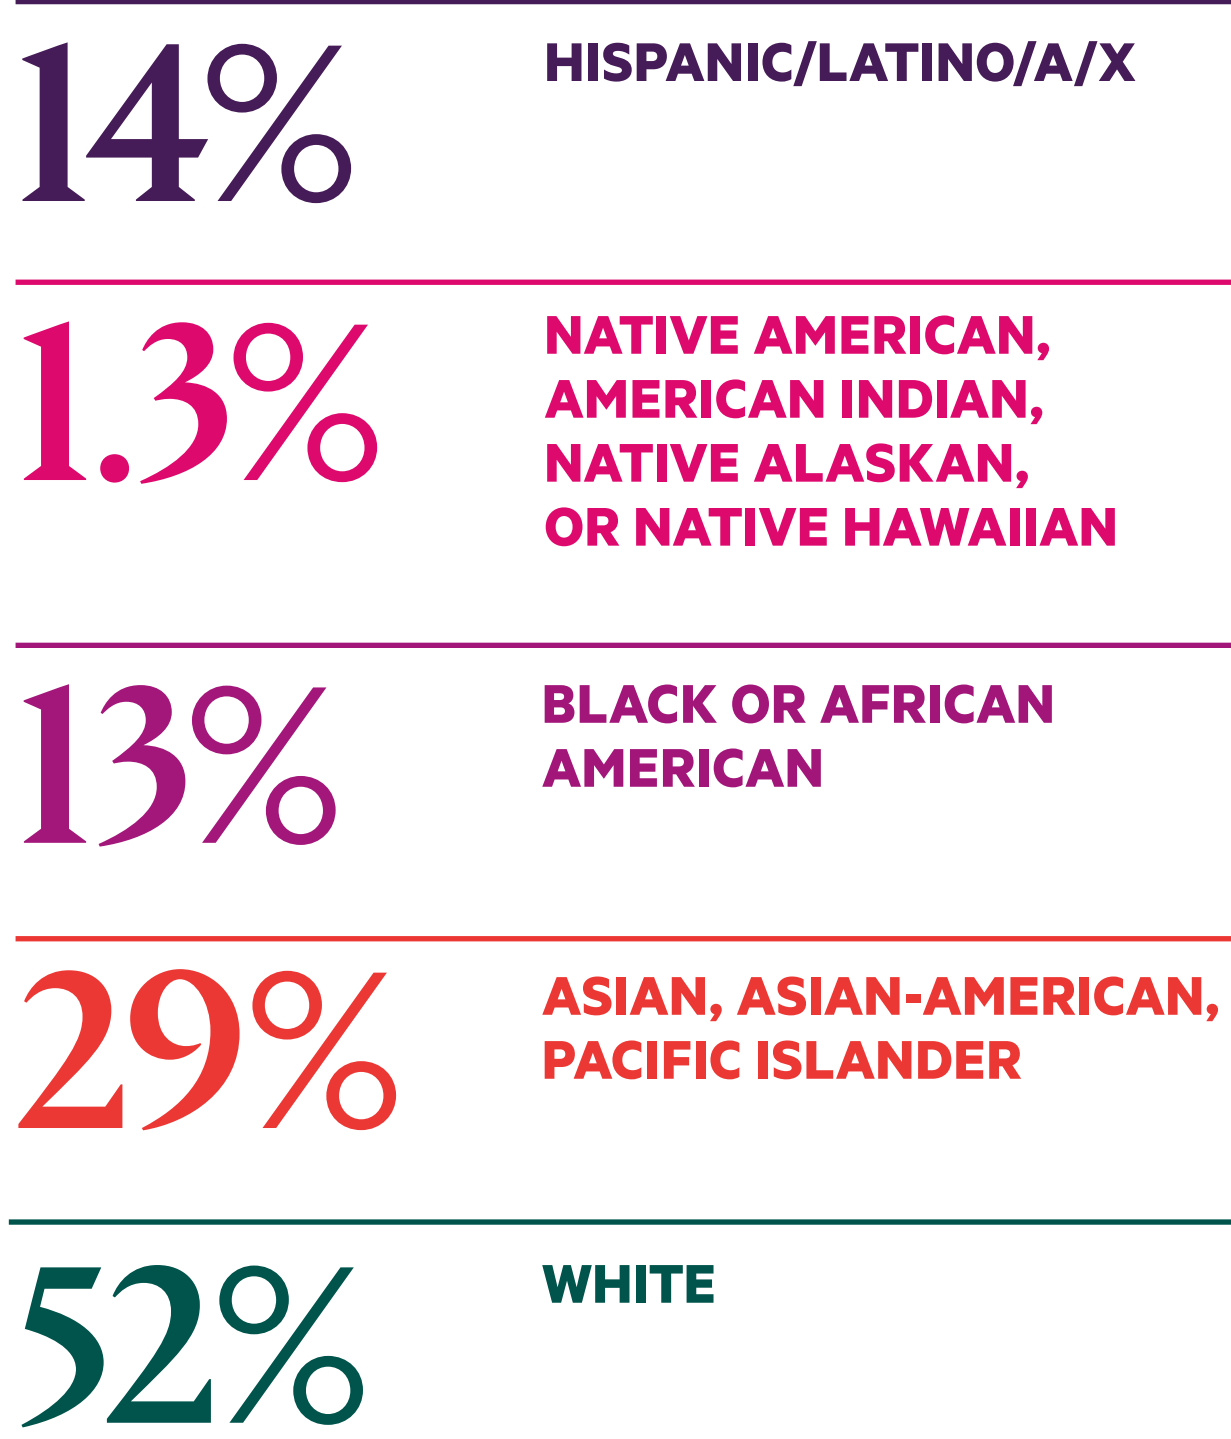 14%
HISPANIC/LATINO/A/X
1.3%
NATIVE AMERICAN,
AMERICAN INDIAN,
NATIVE ALASKAN,
OR NATIVE HAWAIIAN
13%
BLACK OR AFRICAN
AMERICAN
29%
ASIAN, ASIAN-AMERICAN,
PACIFIC ISLANDER
52%
WHITE